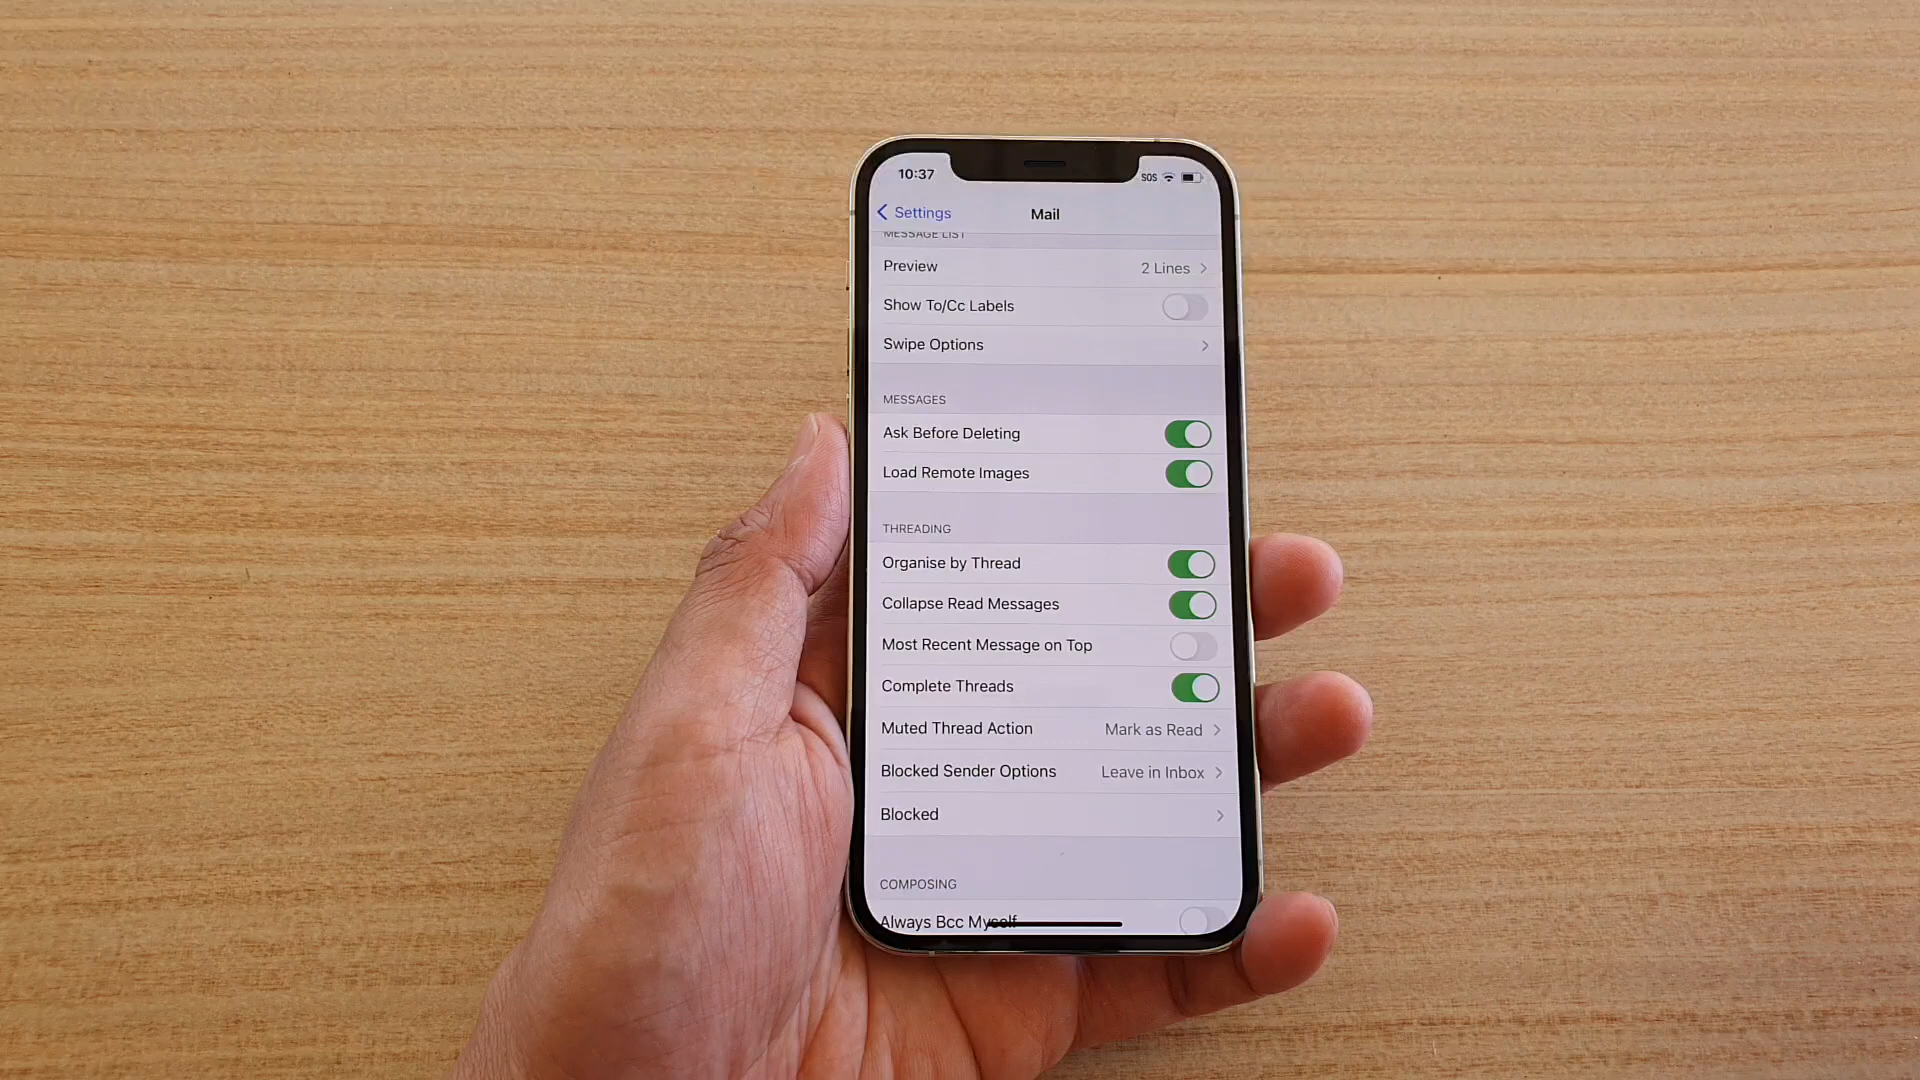 10:37
SOS
Settings
Mail
MESSAGE LIST
Preview
2 Lines
Show To/Cc Labels
Swipe Options
MESSAGES
Ask Before Deleting
Load Remote Images
THREADING
Organise by Thread
Collapse Read Messages
Most Recent Message on Top
Complete Threads
Muted Thread Action
Mark as Read
Blocked Sender Options
Leave in Inbox
Blocked
COMPOSING
Always Bcc Myself